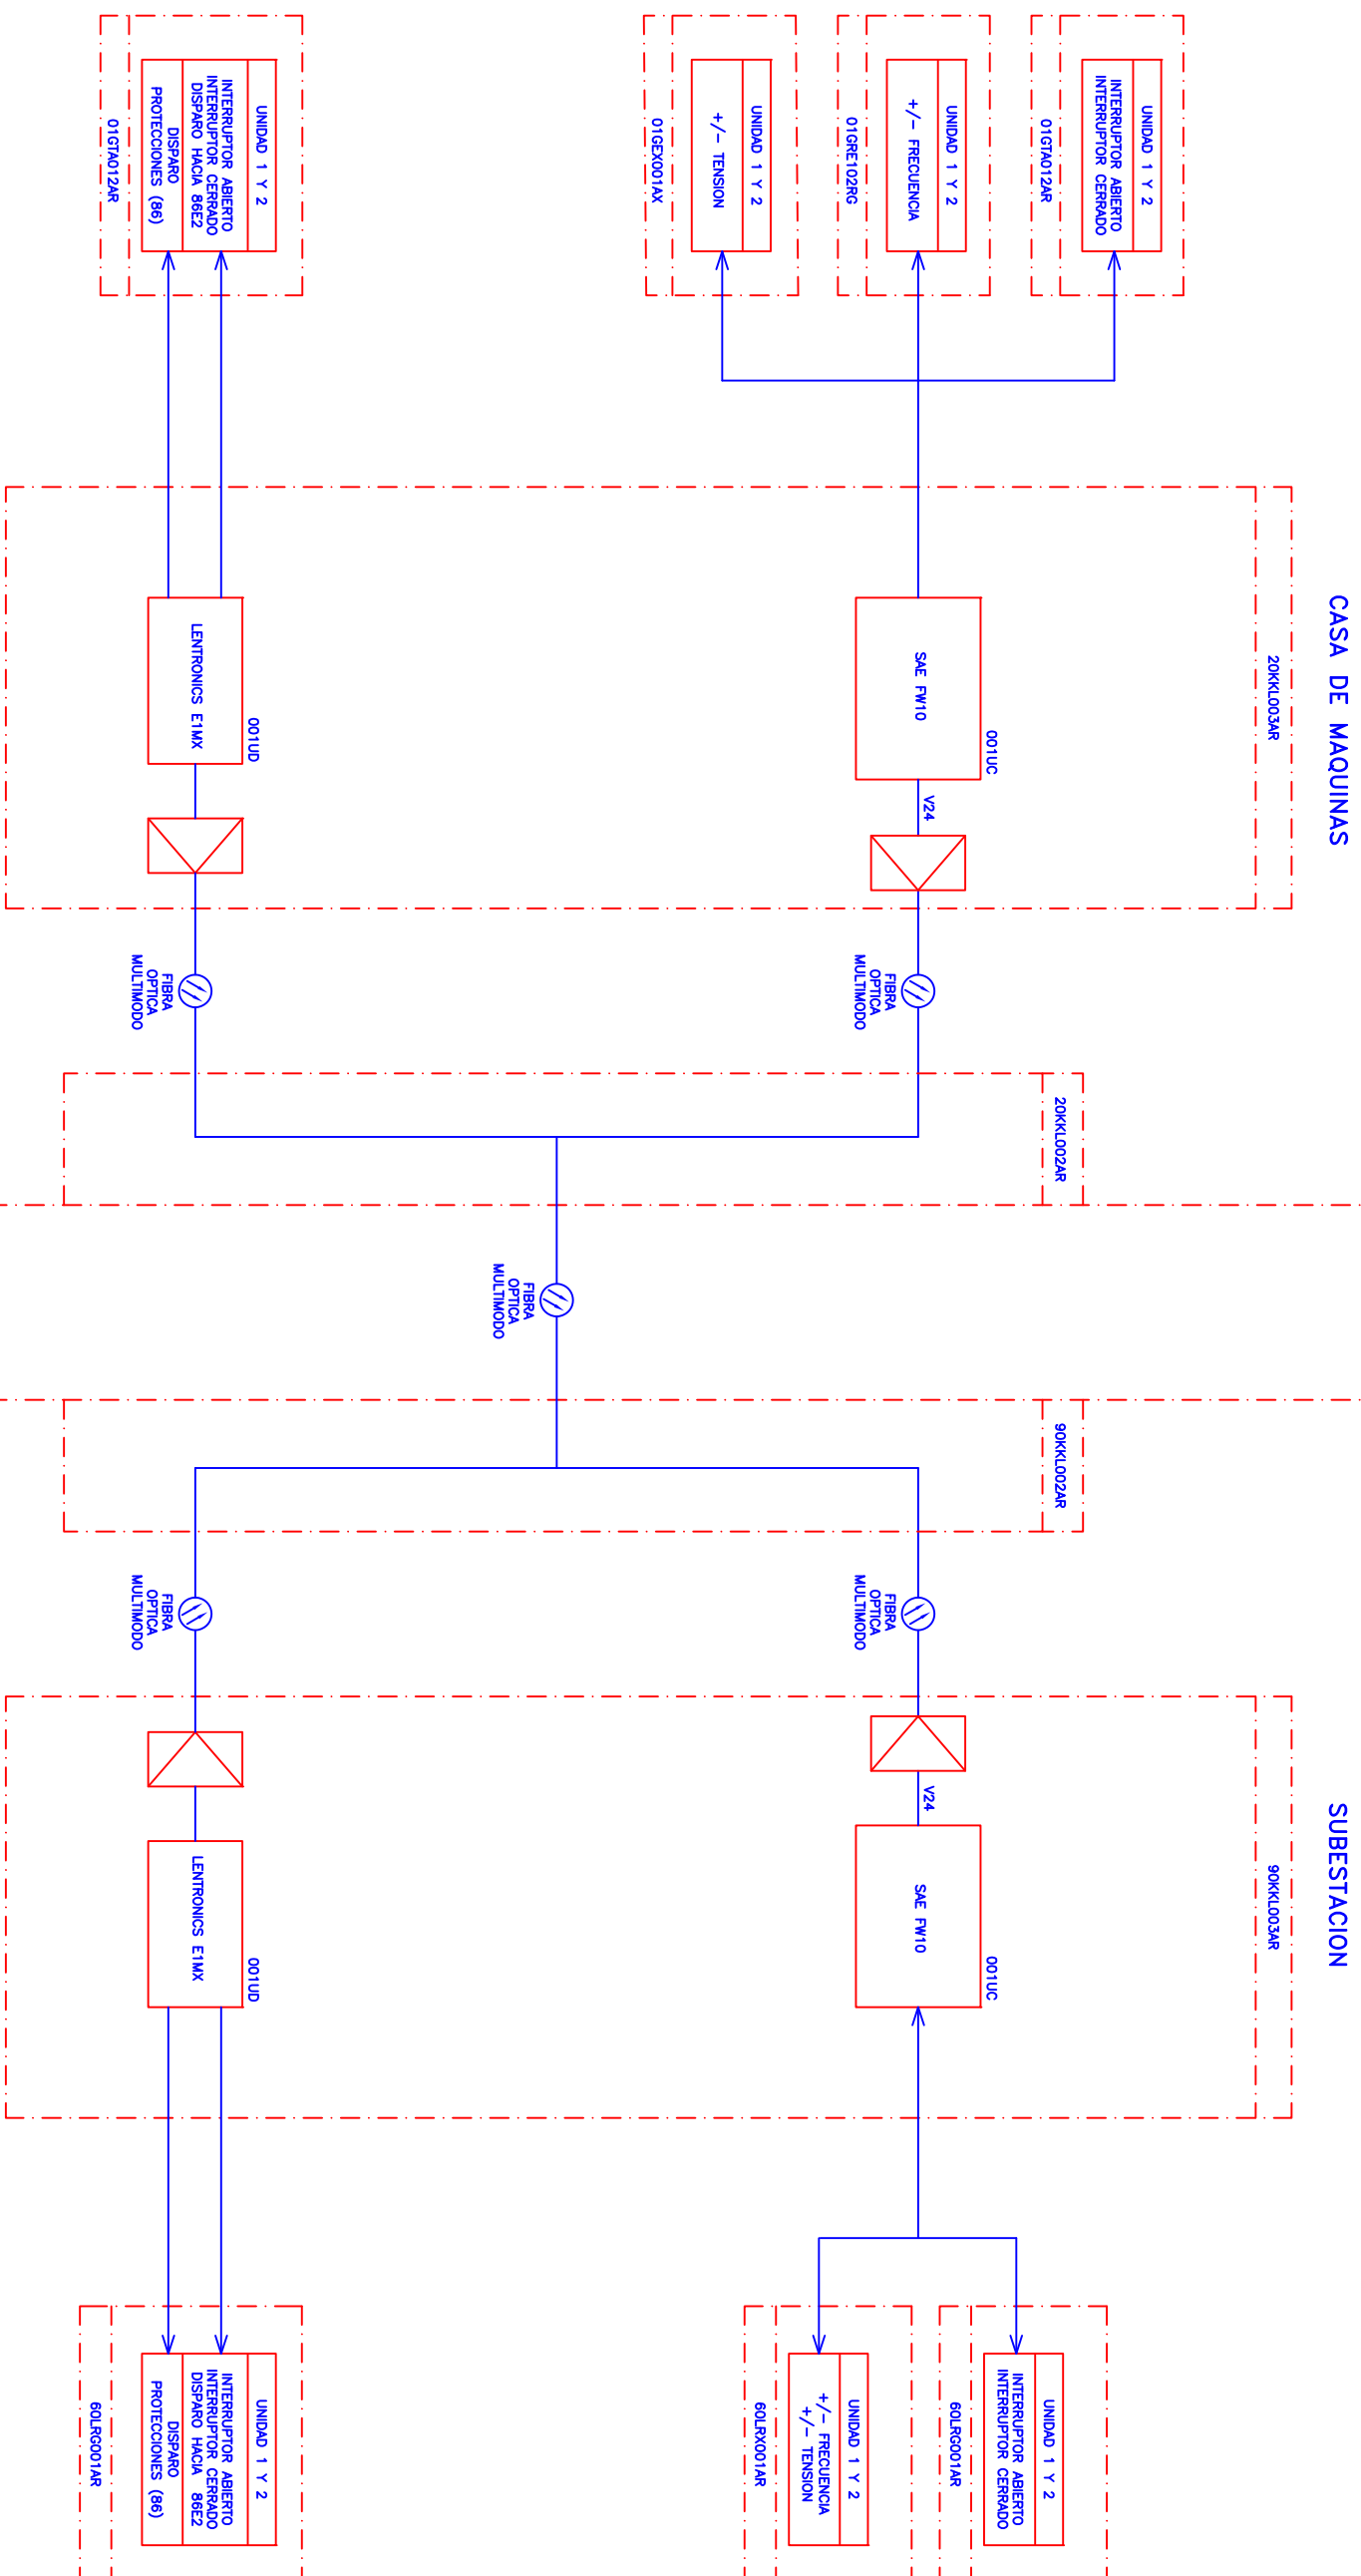 CASA DE MAQUINAS
20KKL003AR
UNIDAD 1 Y 2
INTERRUPTOR ABIERTO
INTERRUPTOR CERRADO
01GTA012AR
UNIDAD 1 Y 2
+/- FRECUENCIA
01GRE102RG
UNIDAD 1 Y 2
+/- TENSION
01GEX001AX
001UC
SAE FW10
V24
FIBRA
OPTICA
MULTIMODO
UNIDAD 1 Y 2
INTERRUPTOR ABIERTO
INTERRUPTOR CERRADO
DISPARO HACIA 86E2
DISPARO
PROTECCIONES (86)
01GTA012AR
001UD
LENTRONICS E1MX
FIBRA
OPTICA
MULTIMODO
20KKL002AR
FIBRA
OPTICA
MULTIMODO
90KKL002AR
SUBESTACION
90KKL003AR
FIBRA
OPTICA
MULTIMODO
V24
001UC
SAE FW10
UNIDAD 1 Y 2
INTERRUPTOR ABIERTO
INTERRUPTOR CERRADO
60LRG001AR
UNIDAD 1 Y 2
+/- FRECUENCIA
+/- TENSION
60LRX001AR
FIBRA
OPTICA
MULTIMODO
001UD
LENTRONICS E1MX
UNIDAD 1 Y 2
INTERRUPTOR ABIERTO
INTERRUPTOR CERRADO
DISPARO HACIA 86E2
DISPARO
PROTECCIONES (86)
60LRG001AR